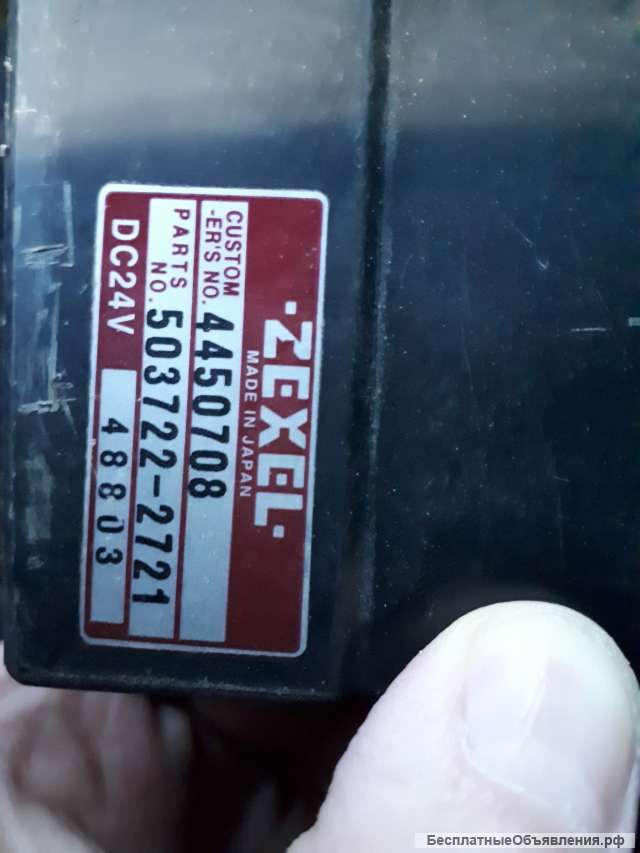 ·ZEXEL·
MADE IN JAPAN
CUSTOM
-ER'S NO. 4450708
PARTS
NO. 503722-2721
DC24V 48803
БесплатныеОбъявления.рф